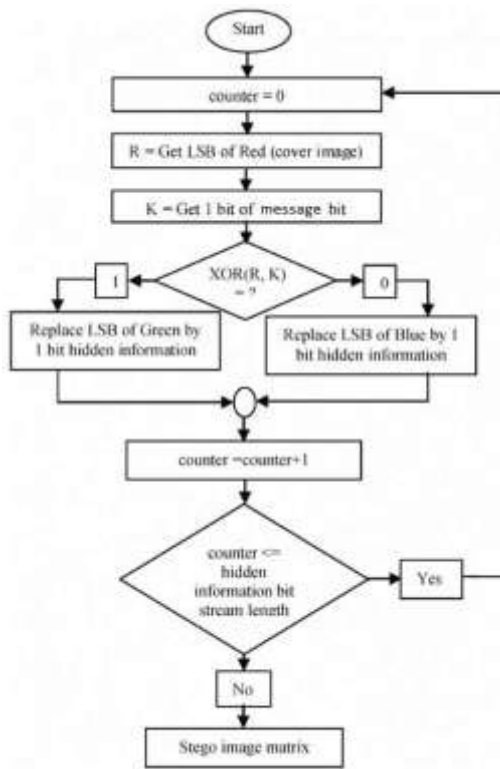 Start
counter = 0
R = Get LSB of Red (cover image)
K = Get 1 bit of message bit
XOR(R, K)
= ?
1
0
Replace LSB of Green by
1 bit hidden information
Replace LSB of Blue by 1
bit hidden information
counter =counter+1
counter <=
hidden
information bit
stream length
Yes
No
Stego image matrix